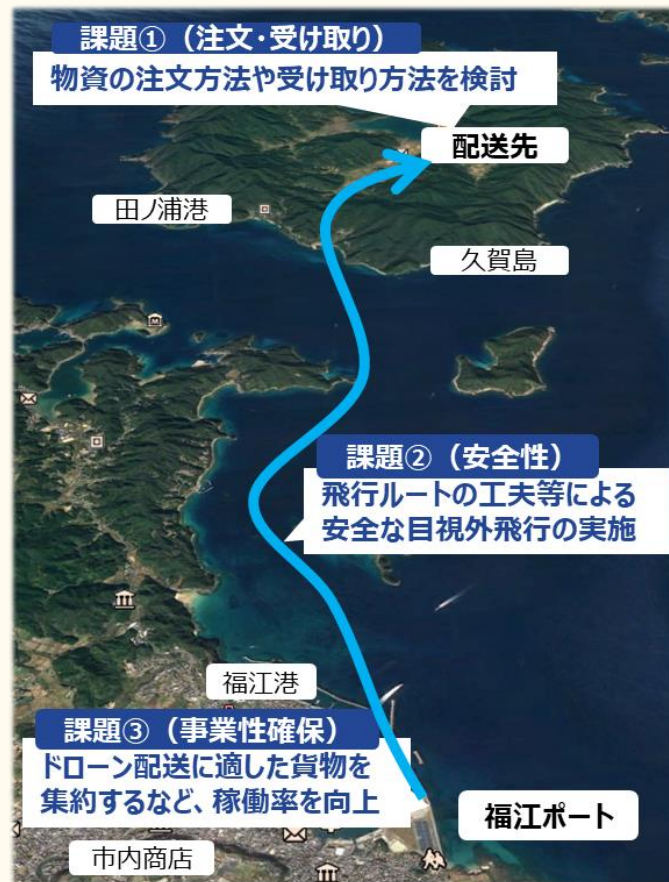 課題①（注文・受け取り）
物資の注文方法や受け取り方法を検討
配送先
田ノ浦港
久賀島
課題②（安全性）
飛行ルートの工夫等による
安全な目視外飛行の実施
福江港
課題③（事業性確保）
ドローン配送に適した貨物を
集約するなど、稼働率を向上
福江ポート
市内商店